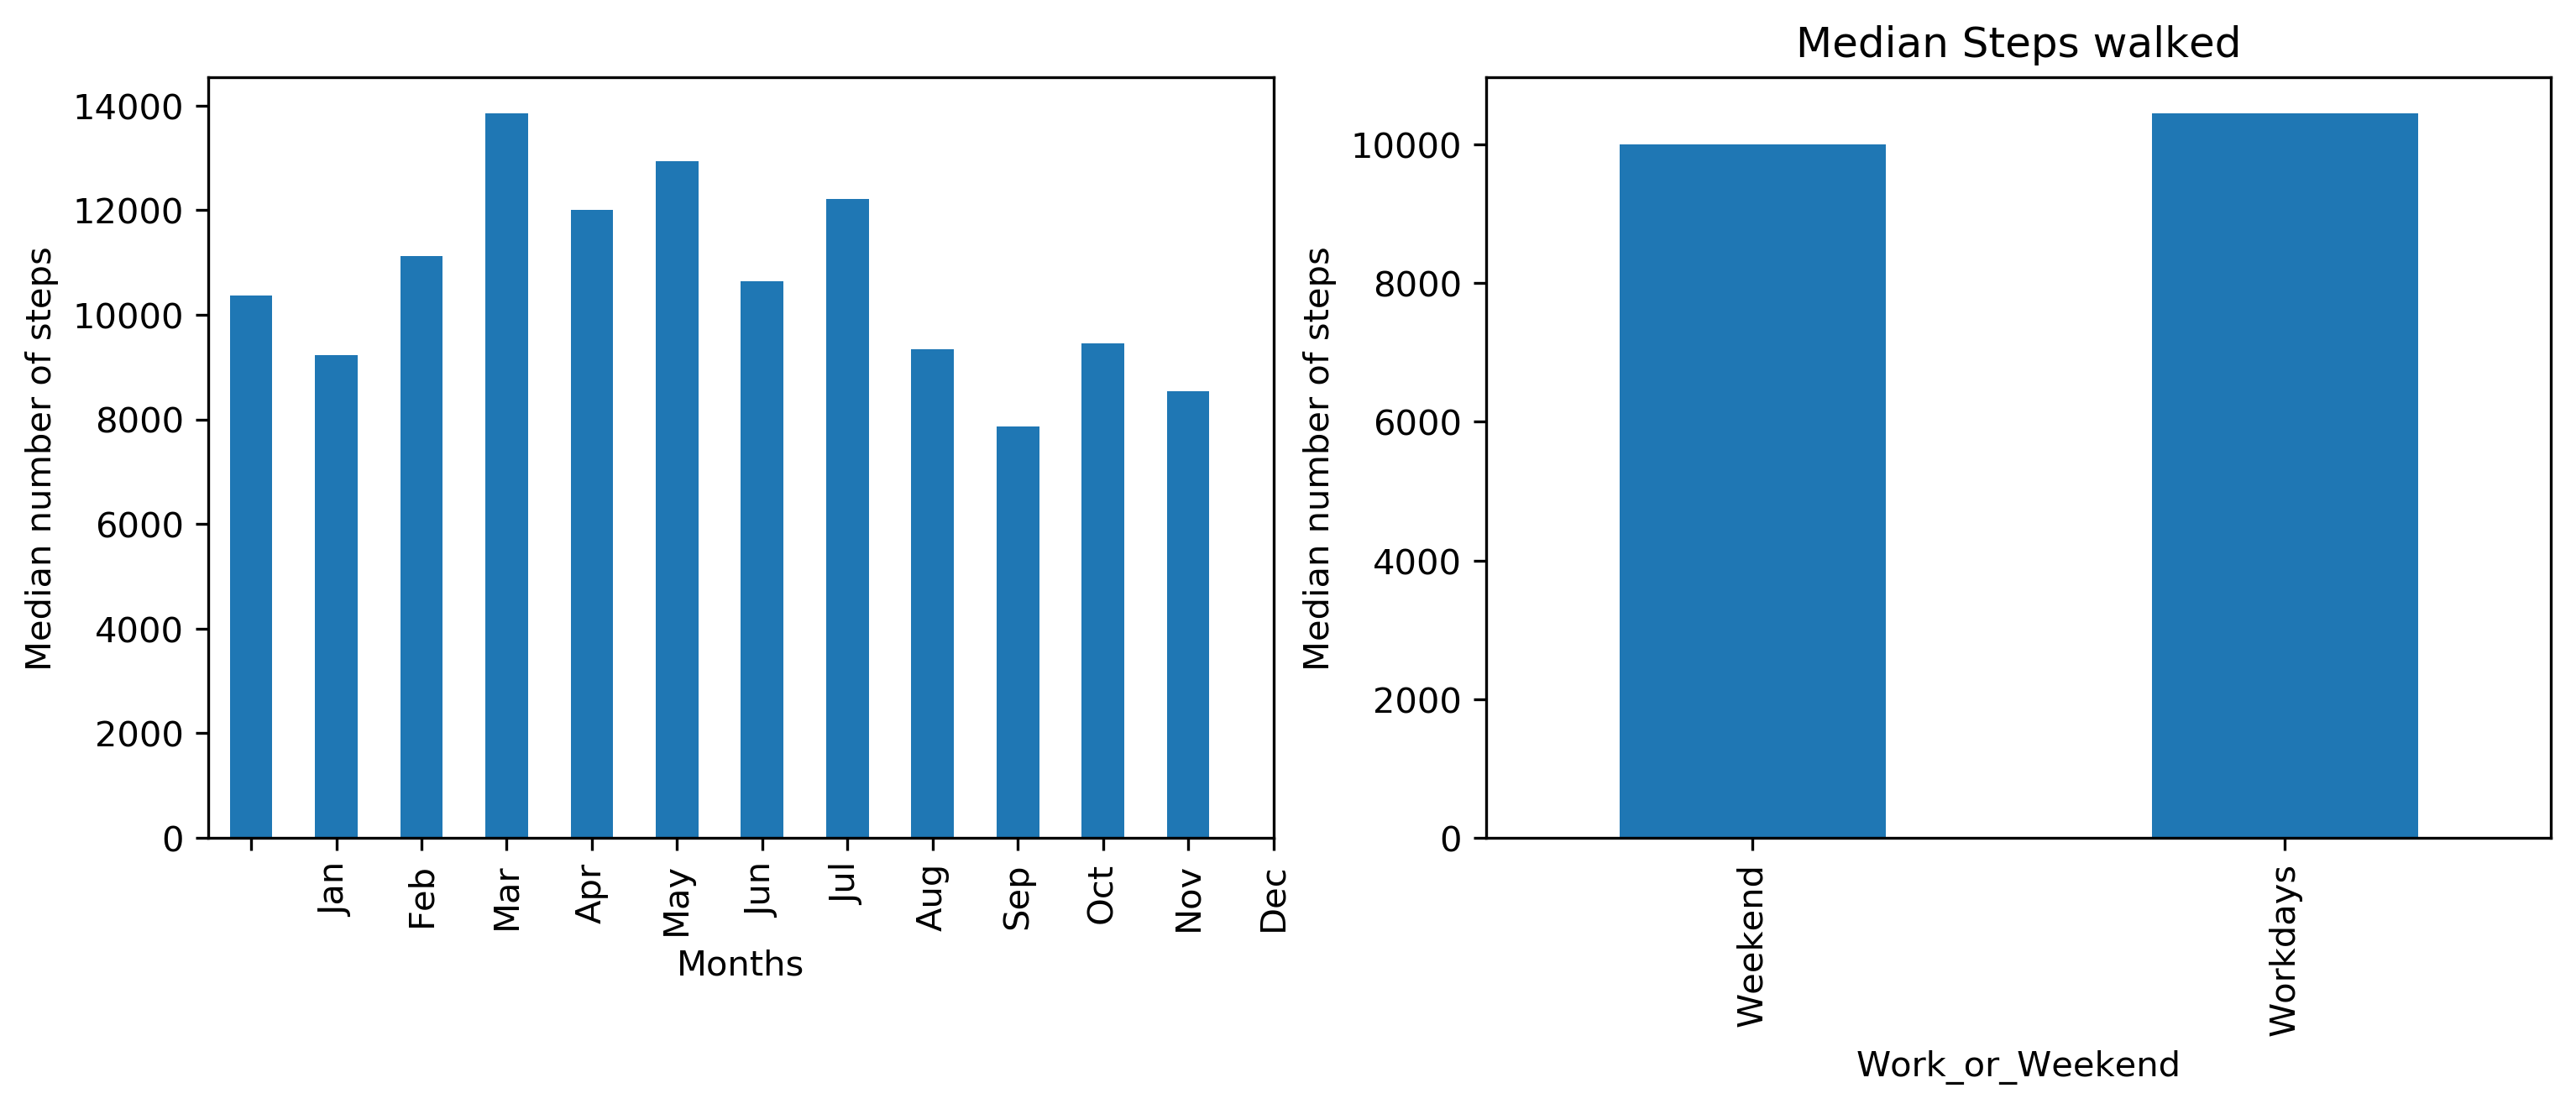 14000
12000
10000
8000
6000
4000
2000
0
Median number of steps
Jan
Feb
Mar
Apr
May
Jun
Jul
Aug
Sep
Oct
Nov
Dec
Months
Median Steps walked
10000
8000
6000
4000
2000
0
Median number of steps
Weekend
Workdays
Work_or_Weekend